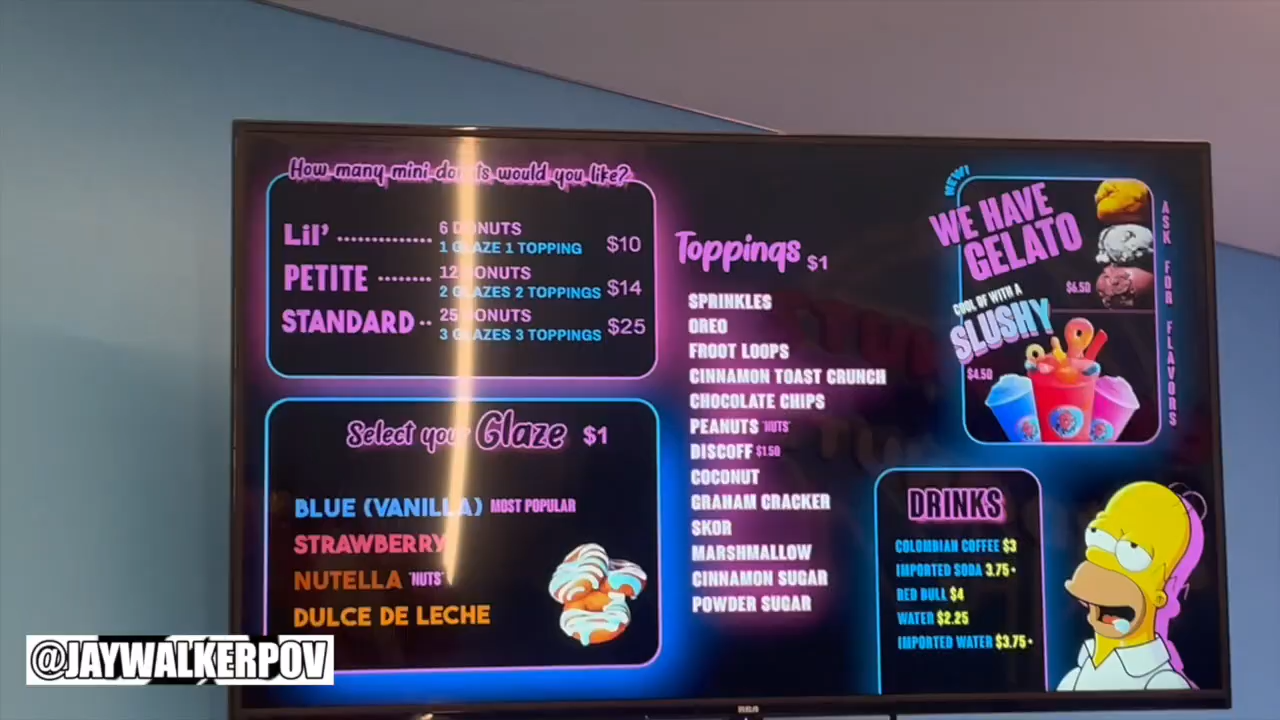 How many mini donuts would you like?
Lil' ............. 6 DONUTS
1 GLAZE 1 TOPPING $10
PETITE ........ 12 DONUTS
2 GLAZES 2 TOPPINGS $14
STANDARD .. 25 DONUTS
3 GLAZES 3 TOPPINGS $25
Select your Glaze $1
BLUE (VANILLA) MOST POPULAR
STRAWBERRY
NUTELLA "NUTS"
DULCE DE LECHE
Toppings $1
SPRINKLES
OREO
FROOT LOOPS
CINNAMON TOAST CRUNCH
CHOCOLATE CHIPS
PEANUTS "NUTS"
DISCOFF $1.50
COCONUT
GRAHAM CRACKER
SKOR
MARSHMALLOW
CINNAMON SUGAR
POWDER SUGAR
NEW!
WE HAVE
GELATO
$6.50
ASK FOR FLAVORS
COOL OF WITH A
SLUSHY
$4.50
DRINKS
COLOMBIAN COFFEE $3
IMPORTED SODA 3.75+
RED BULL $4
WATER $2.25
IMPORTED WATER $3.75+
RCA
@JAYWALKERPOV